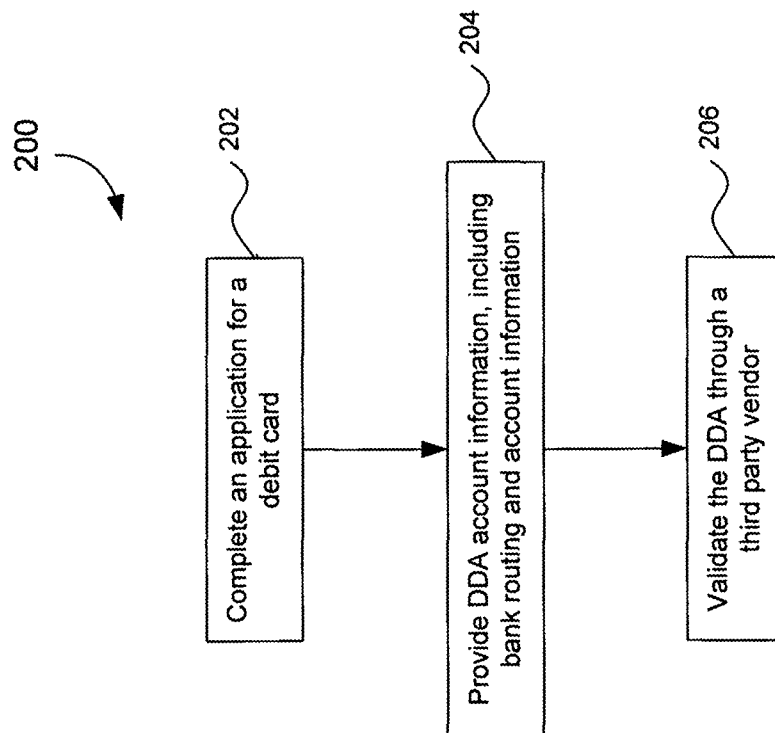 200
202
Complete an application for a
debit card
204
Provide DDA account information, including
bank routing and account information
206
Validate the DDA through a
third party vendor